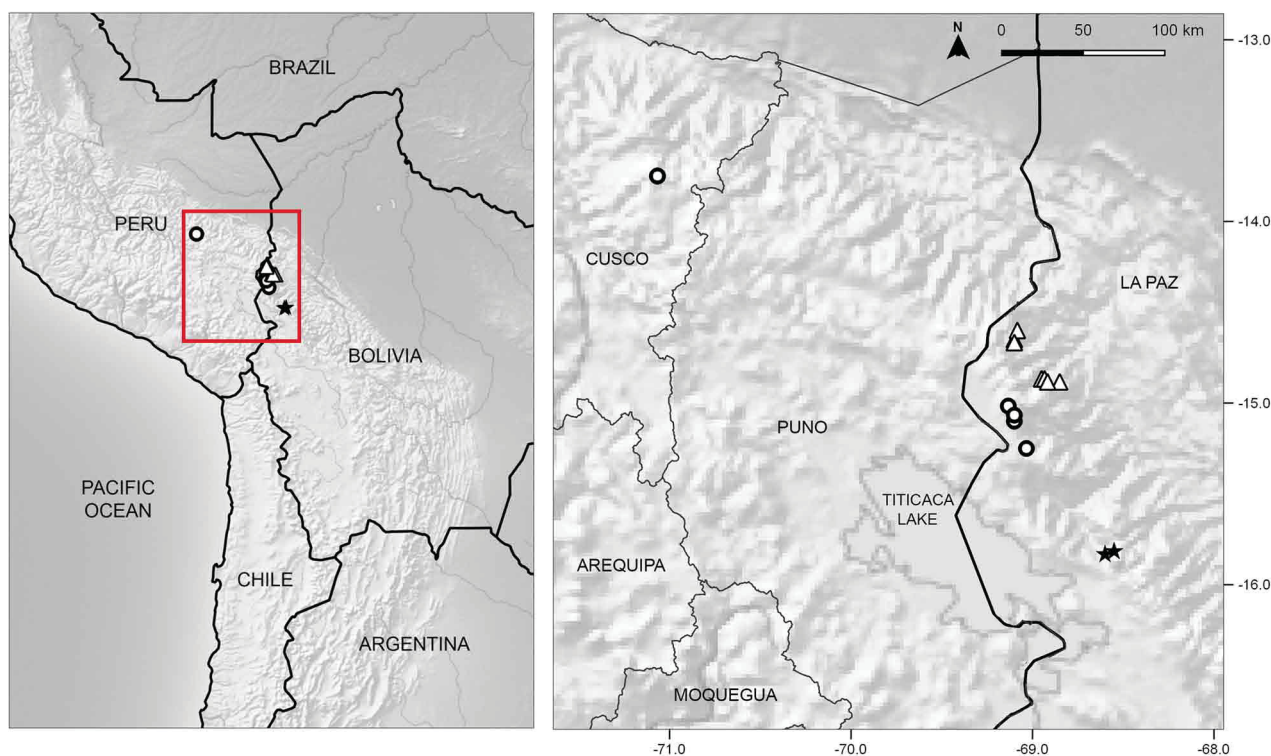 BRAZIL
PERU
BOLIVIA
PACIFIC
OCEAN
CHILE
ARGENTINA
N
0 50 100 km
CUSCO
LA PAZ
PUNO
TITICACA
LAKE
AREQUIPA
MOQUEGUA
-13.0
-14.0
-15.0
-16.0
-71.0 -70.0 -69.0 -68.0